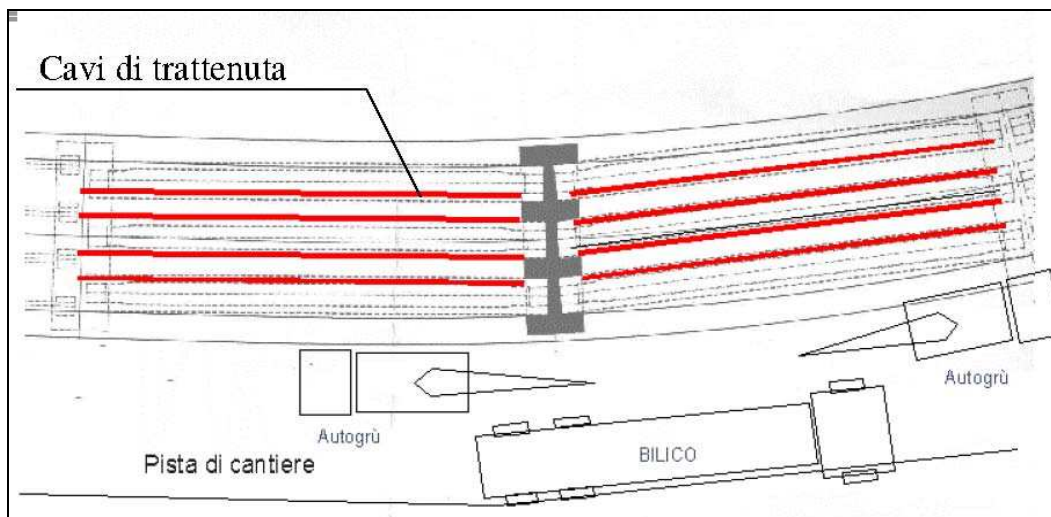 Cavi di trattenuta
Autogrù
Autogrù
Pista di cantiere
BILICO